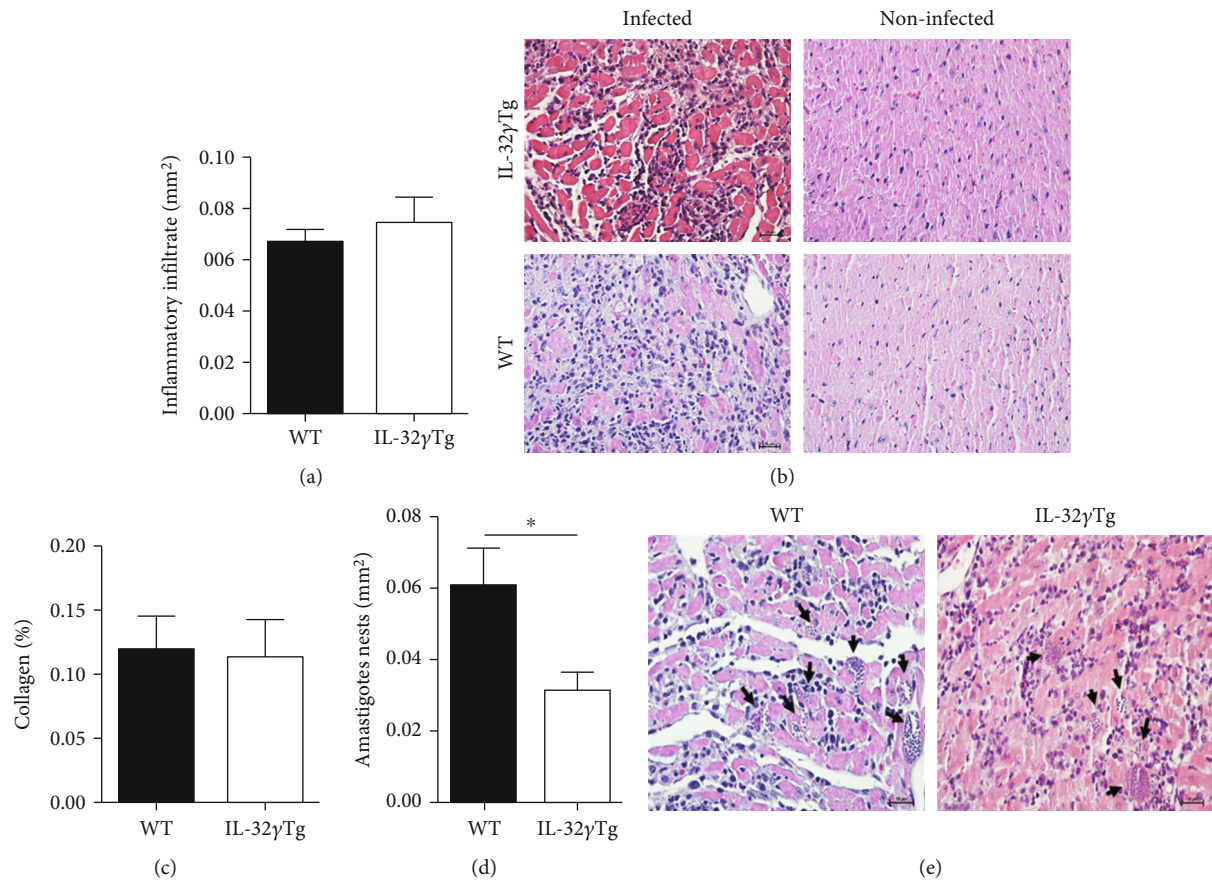 Infected
Non-infected
IL-32γTg
WT
Inflammatory infiltrate (mm²)
0.10
0.08
006
0.04
0.02
0.00
WT
IL-32γTg
(a)
(b)
Collagen (%)
0.20
0.15
0.10
0.05
0.00
WT
IL-32γTg
(c)
Amastigotes nests (mm²)
0.08
0.06
0.04
0.02
0.00
*
WT
IL-32γTg
(d)
WT
IL-32γTg
(e)